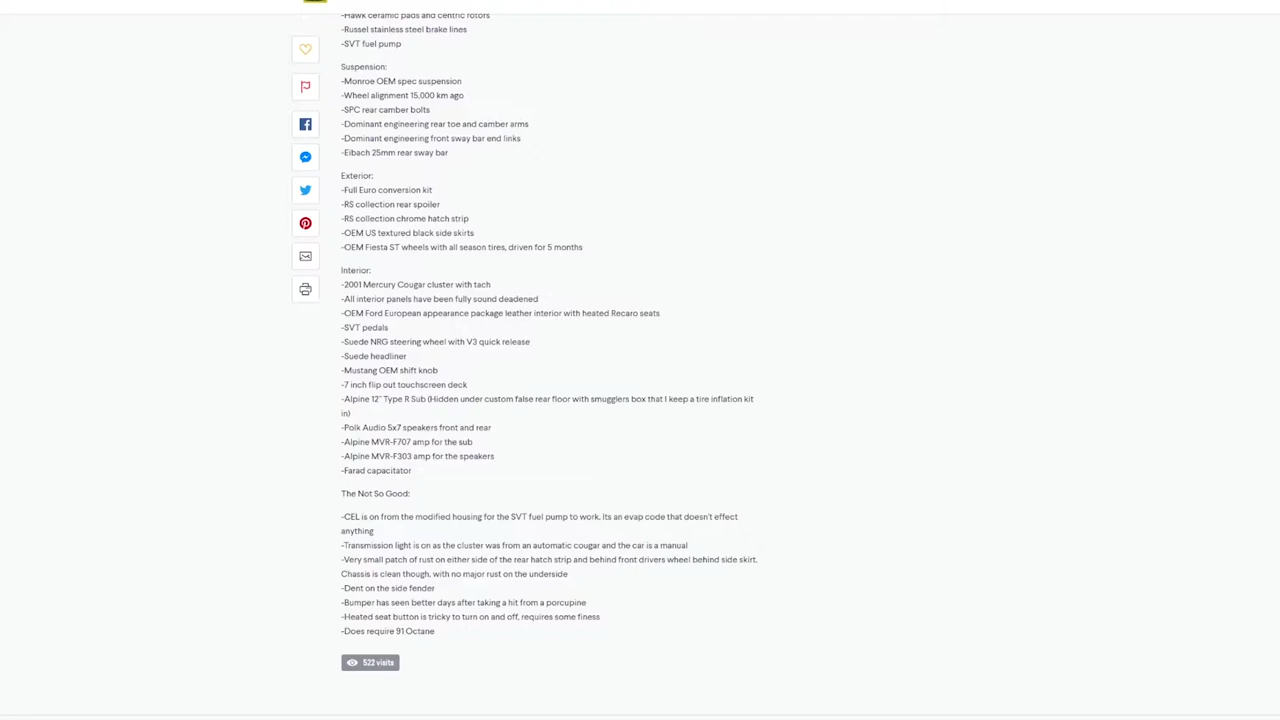 -Hawk ceramic pads and centric rotors
-Russel stainless steel brake lines
-SVT fuel pump
Suspension:
-Monroe OEM spec suspension
-Wheel alignment 15,000 km ago
-SPC rear camber bolts
-Dominant engineering rear toe and camber arms
-Dominant engineering front sway bar end links
-Eibach 25mm rear sway bar
Exterior:
-Full Euro conversion kit
-RS collection rear spoiler
-RS collection chrome hatch strip
-OEM US textured black side skirts
-OEM Fiesta ST wheels with all season tires, driven for 5 months
Interior:
-2001 Mercury Cougar cluster with tach
-All interior panels have been fully sound deadened
-OEM Ford European appearance package leather interior with heated Recaro seats
-SVT pedals
-Suede NRG steering wheel with V3 quick release
-Suede headliner
-Mustang OEM shift knob
-7 inch flip out touchscreen deck
-Alpine 12" Type R Sub (Hidden under custom false rear floor with smugglers box that I keep a tire inflation kit
in)
-Polk Audio 5x7 speakers front and rear
-Alpine MVR-F707 amp for the sub
-Alpine MVR-F303 amp for the speakers
-Farad capacitator
The Not So Good:
-CEL is on from the modified housing for the SVT fuel pump to work. Its an evap code that doesn't effect
anything
-Transmission light is on as the cluster was from an automatic cougar and the car is a manual
-Very small patch of rust on either side of the rear hatch strip and behind front drivers wheel behind side skirt.
Chassis is clean though, with no major rust on the underside
-Dent on the side fender
-Bumper has seen better days after taking a hit from a porcupine
-Heated seat button is tricky to turn on and off, requires some finess
-Does require 91 Octane
522 visits